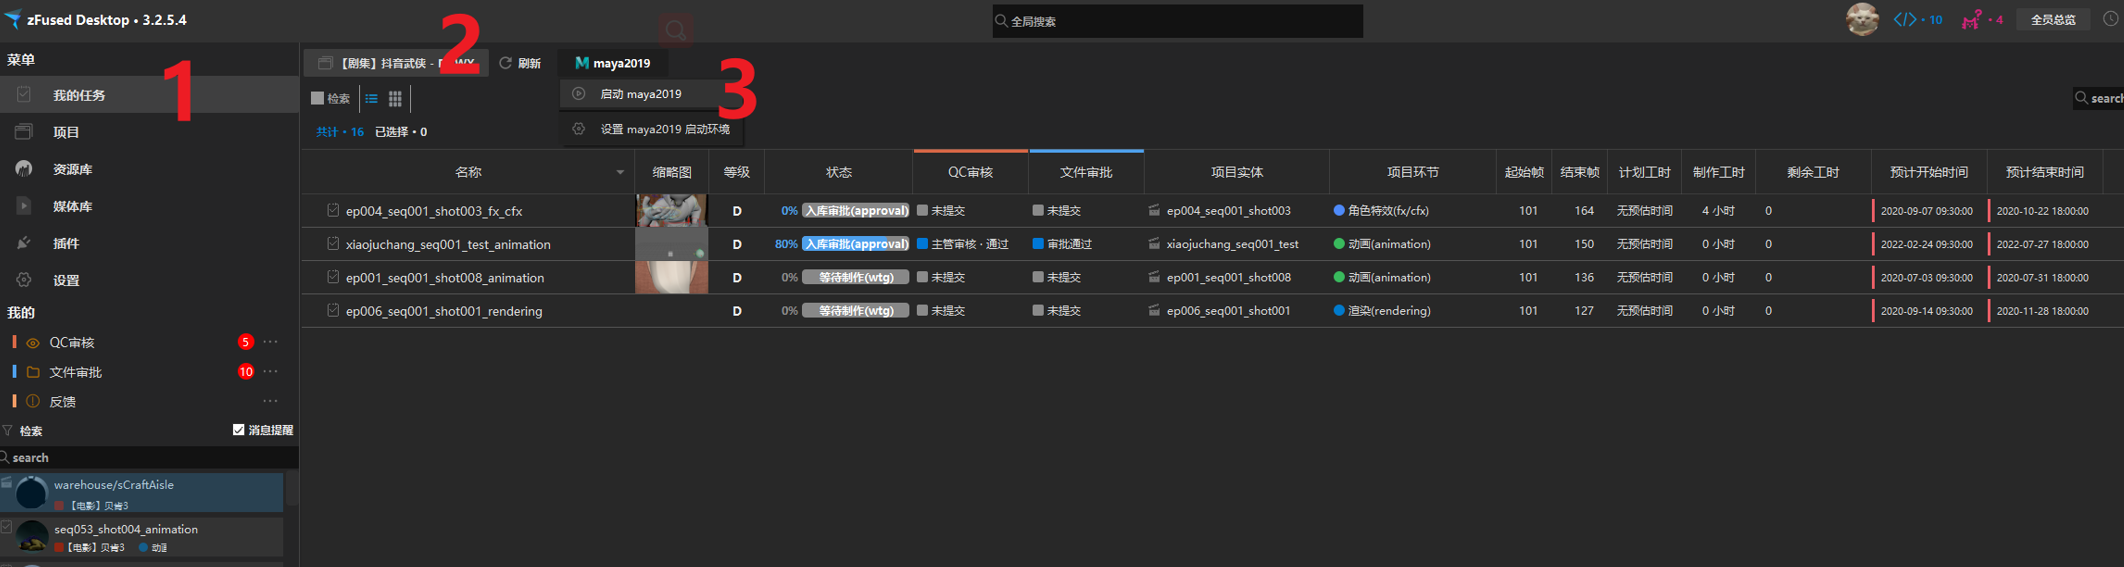 zFused Desktop • 3.2.5.4
全局搜索
</> • 10
? • 4
全员总览
菜单
我的任务
项目
资源库
媒体库
插件
设置
我的
QC审核 5 ...
文件审批 10 ...
反馈 ...
检索 消息提醒
search
warehouse/sCraftAisle
【电影】贝肯3
seq053_shot004_animation
【电影】贝肯3 动画
1
2
3
【剧集】抖音武侠 -
刷新
maya2019
启动 maya2019
设置 maya2019 启动环境
检索
search
共计 • 16 已选择 • 0
名称 缩略图 等级 状态 QC审核 文件审批 项目实体 项目环节 起始帧 结束帧 计划工时 制作工时 剩余工时 预计开始时间 预计结束时间
ep004_seq001_shot003_fx_cfx D 0% 入库审批(approval) 未提交 未提交 ep004_seq001_shot003 角色特效(fx/cfx) 101 164 无预估时间 4 小时 0 2020-09-07 09:30:00 2020-10-22 18:00:00
xiaojuchang_seq001_test_animation D 80% 入库审批(approval) 主管审核 · 通过 审批通过 xiaojuchang_seq001_test 动画(animation) 101 150 无预估时间 0 小时 0 2022-02-24 09:30:00 2022-07-27 18:00:00
ep001_seq001_shot008_animation D 0% 等待制作(wtg) 未提交 未提交 ep001_seq001_shot008 动画(animation) 101 136 无预估时间 0 小时 0 2020-07-03 09:30:00 2020-07-31 18:00:00
ep006_seq001_shot001_rendering D 0% 等待制作(wtg) 未提交 未提交 ep006_seq001_shot001 渲染(rendering) 101 127 无预估时间 0 小时 0 2020-09-14 09:30:00 2020-11-28 18:00:00